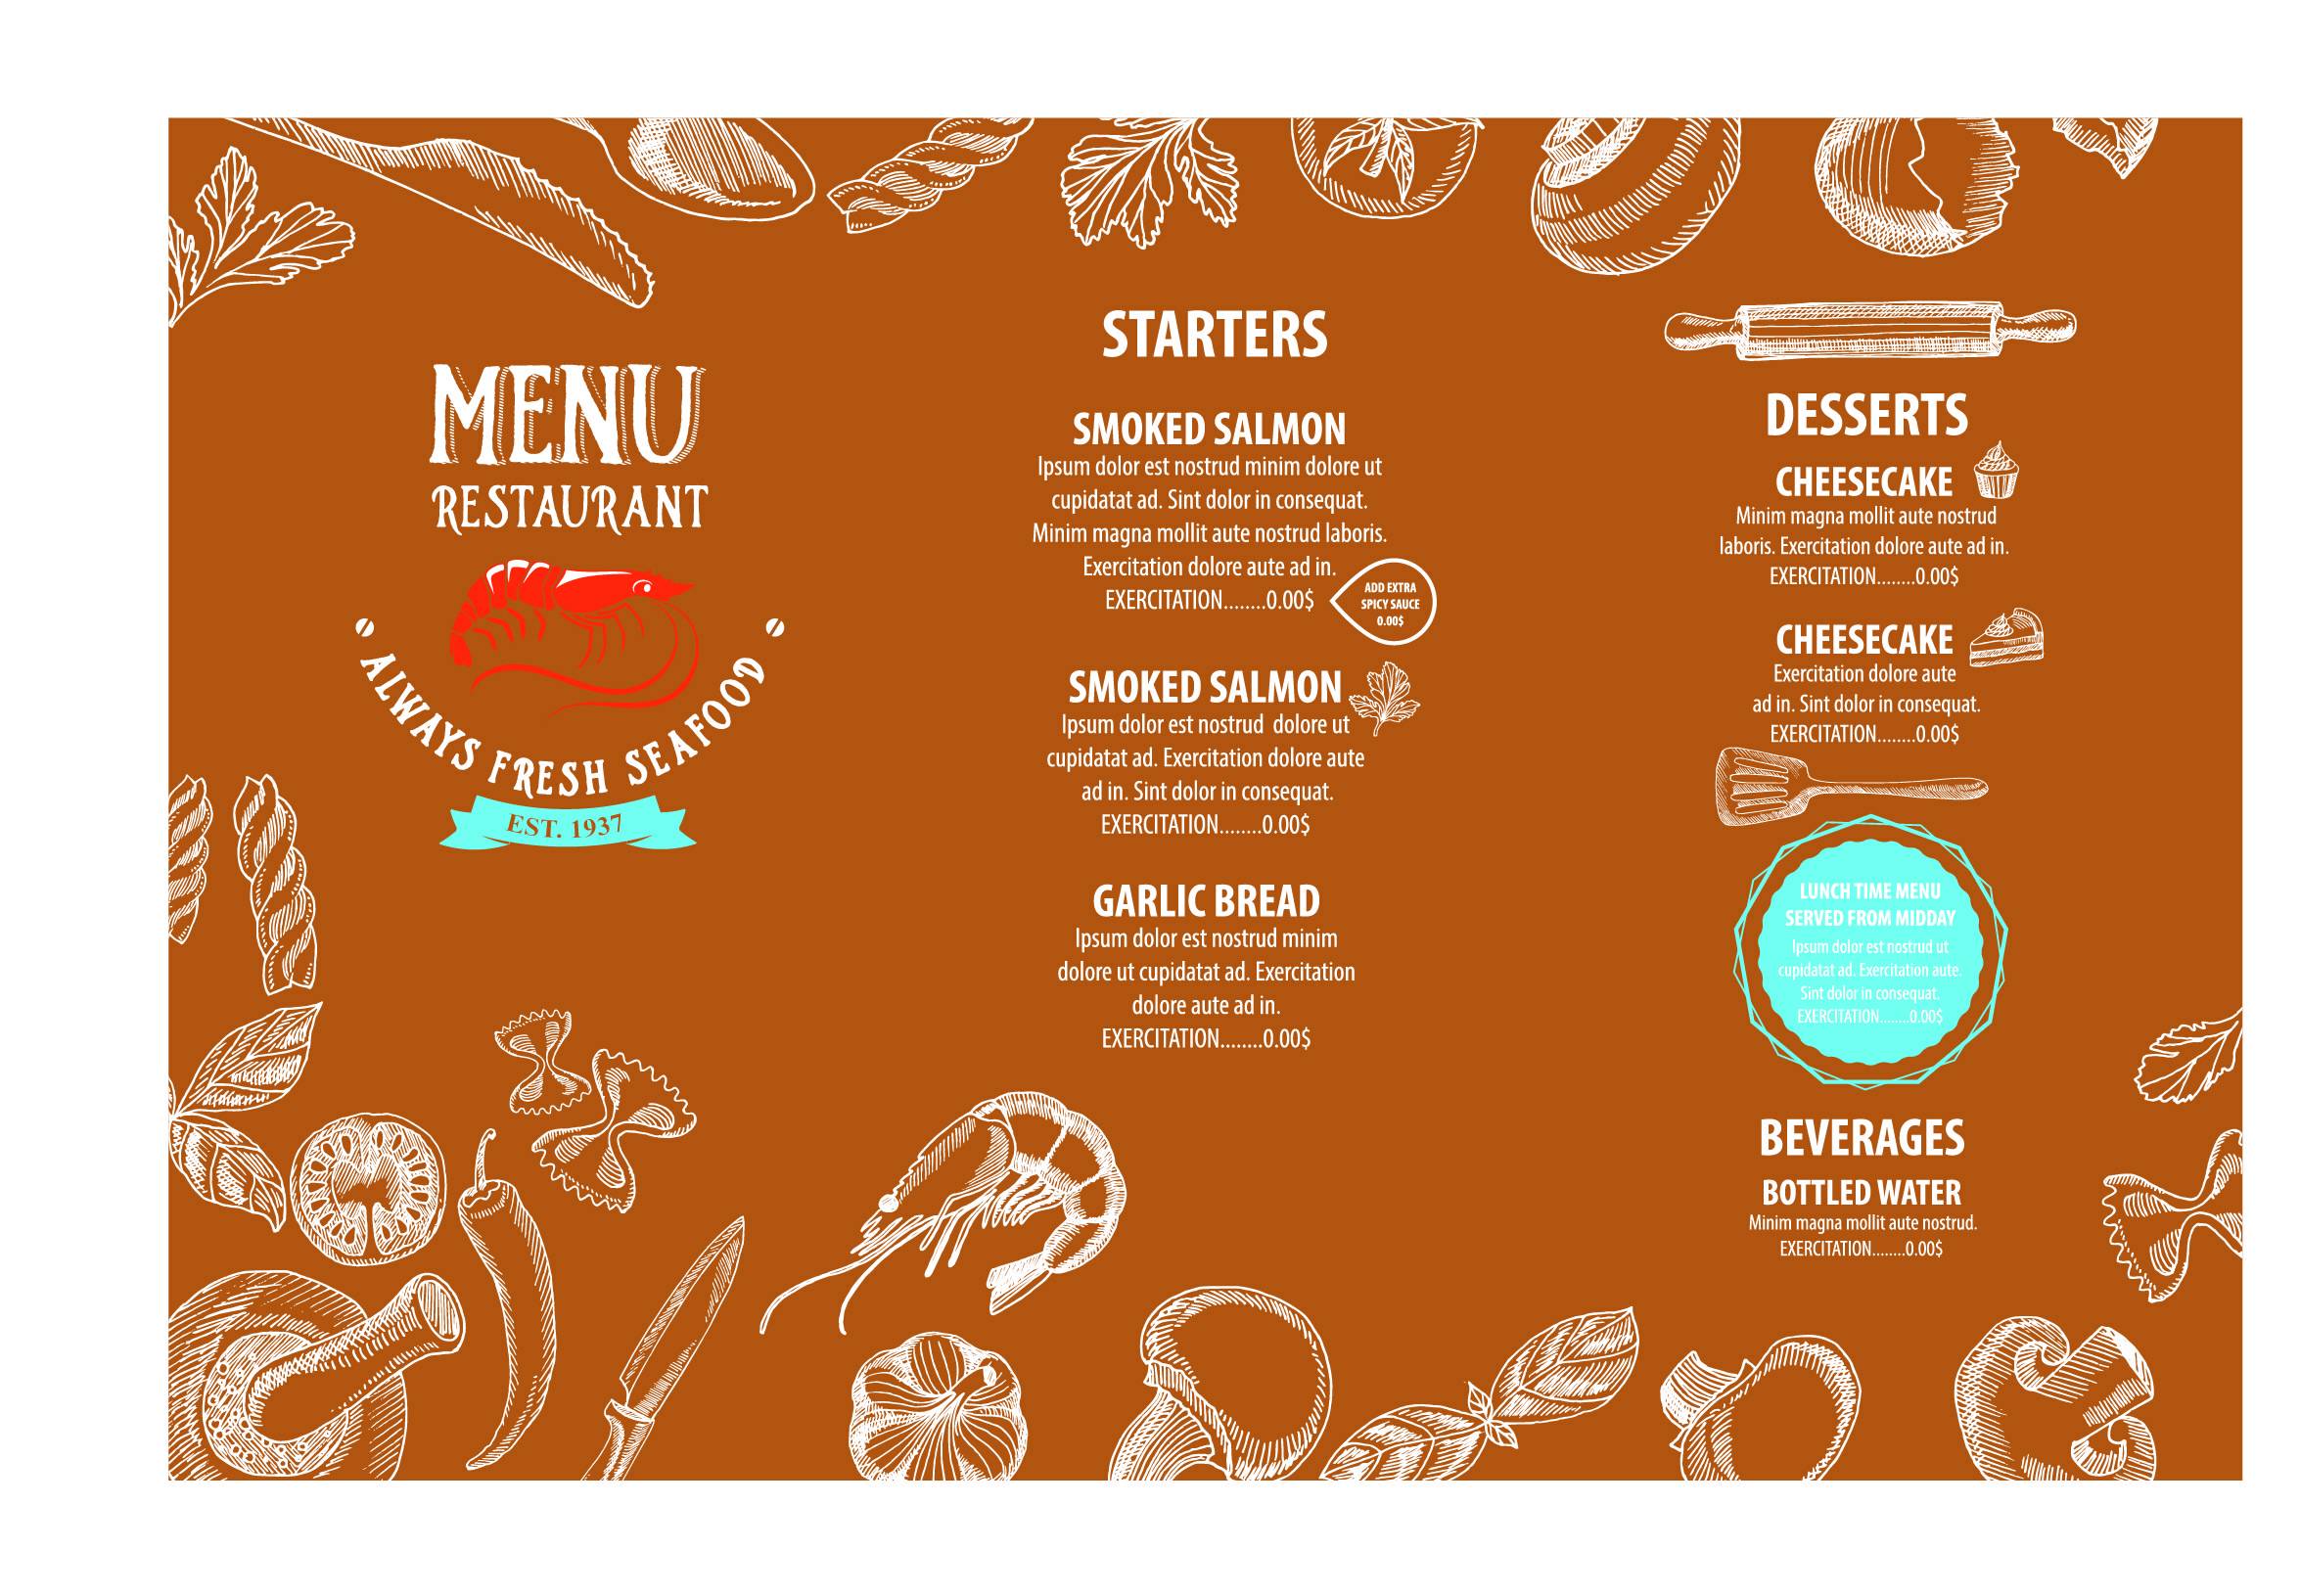 MENU
RESTAURANT
ALWAYS FRESH SEAFOOD
EST. 1937
STARTERS
SMOKED SALMON
Ipsum dolor est nostrud minim dolore ut
cupidatat ad. Sint dolor in consequat.
Minim magna mollit aute nostrud laboris.
Exercitation dolore aute ad in.
EXERCITATION........0.00$
ADD EXTRA
SPICY SAUCE
0.00$
SMOKED SALMON
Ipsum dolor est nostrud  dolore ut
cupidatat ad. Exercitation dolore aute
ad in. Sint dolor in consequat.
EXERCITATION........0.00$
GARLIC BREAD
Ipsum dolor est nostrud minim
dolore ut cupidatat ad. Exercitation
dolore aute ad in.
EXERCITATION........0.00$
DESSERTS
CHEESECAKE
Minim magna mollit aute nostrud
laboris. Exercitation dolore aute ad in.
EXERCITATION........0.00$
CHEESECAKE
Exercitation dolore aute
ad in. Sint dolor in consequat.
EXERCITATION........0.00$
LUNCH TIME MENU
SERVED FROM MIDDAY
Ipsum dolor est nostrud ut
cupidatat ad. Exercitation aute.
Sint dolor in consequat.
EXERCITATION........0.00$
BEVERAGES
BOTTLED WATER
Minim magna mollit aute nostrud.
EXERCITATION........0.00$